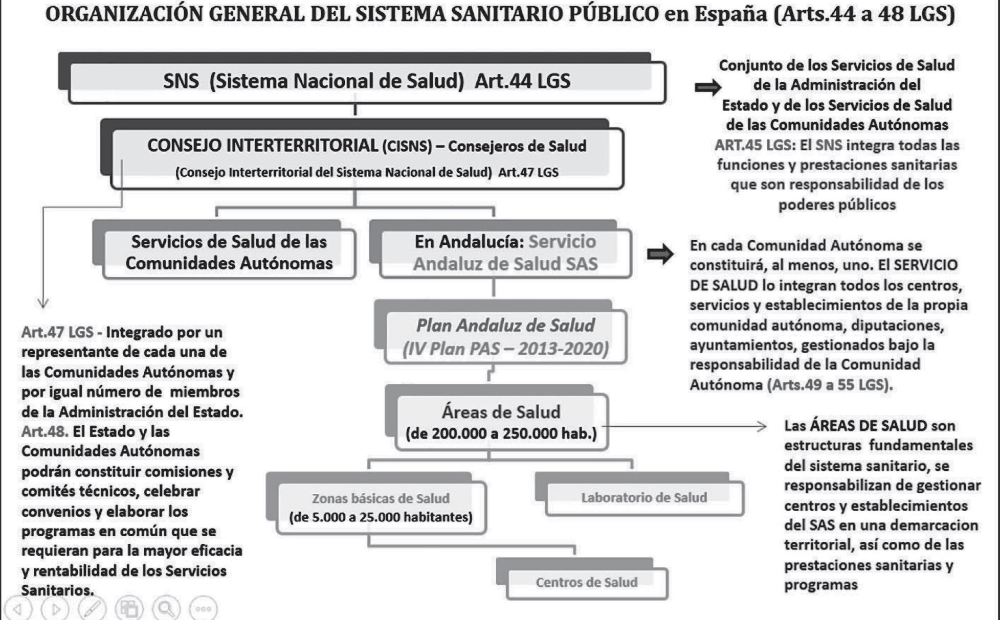 ORGANIZACIÓN GENERAL DEL SISTEMA SANITARIO PÚBLICO en España (Arts.44 a 48 LGS)
SNS (Sistema Nacional de Salud) Art.44 LGS
Conjunto de los Servicios de Salud
de la Administración del
Estado y de los Servicios de Salud
de las Comunidades Autónomas
ART.45 LGS: El SNS integra todas las
funciones y prestaciones sanitarias
que son responsabilidad de los
poderes públicos
CONSEJO INTERTERRITORIAL (CISNS) – Consejeros de Salud
(Consejo Interterritorial del Sistema Nacional de Salud) Art.47 LGS
Servicios de Salud de las
Comunidades Autónomas
En Andalucía: Servicio
Andaluz de Salud SAS
En cada Comunidad Autónoma se
constituirá, al menos, uno. El SERVICIO
DE SALUD lo integran todos los centros,
servicios y establecimientos de la propia
comunidad autónoma, diputaciones,
ayuntamientos, gestionados bajo la
responsabilidad de la Comunidad
Autónoma (Arts.49 a 55 LGS).
Plan Andaluz de Salud
(IV Plan PAS – 2013-2020)
Art.47 LGS - Integrado por un
representante de cada una de
las Comunidades Autónomas y
por igual número de miembros
de la Administración del Estado.
Art.48. El Estado y las
Comunidades Autónomas
podrán constituir comisiones y
comités técnicos, celebrar
convenios y elaborar los
programas en común que se
requieran para la mayor eficacia
y rentabilidad de los Servicios
Sanitarios.
Áreas de Salud
(de 200.000 a 250.000 hab.)
Las ÁREAS DE SALUD son
estructuras fundamentales
del sistema sanitario, se
responsabilizan de gestionar
centros y establecimientos
del SAS en una demarcacion
territorial, así como de las
prestaciones sanitarias y
programas
Zonas básicas de Salud
(de 5.000 a 25.000 habitantes)
Laboratorio de Salud
Centros de Salud